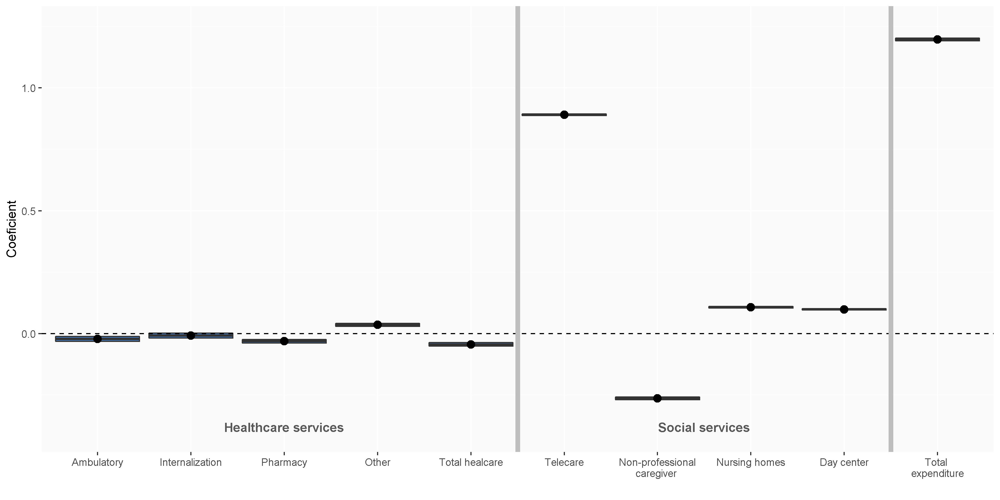 Coeficient
1.0
0.5
0.0
Healthcare services
Social services
Ambulatory
Internalization
Pharmacy
Other
Total healcare
Telecare
Non-professional
caregiver
Nursing homes
Day center
Total
expenditure